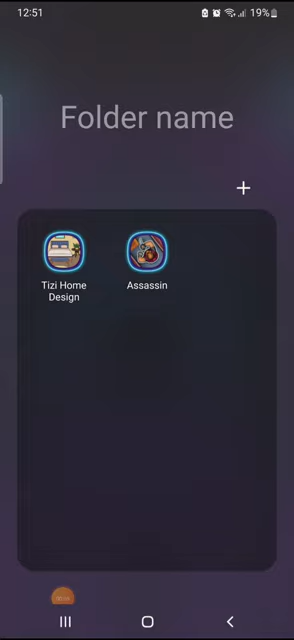 12:51
19%
Folder name
+
Tizi Home
Design
Assassin